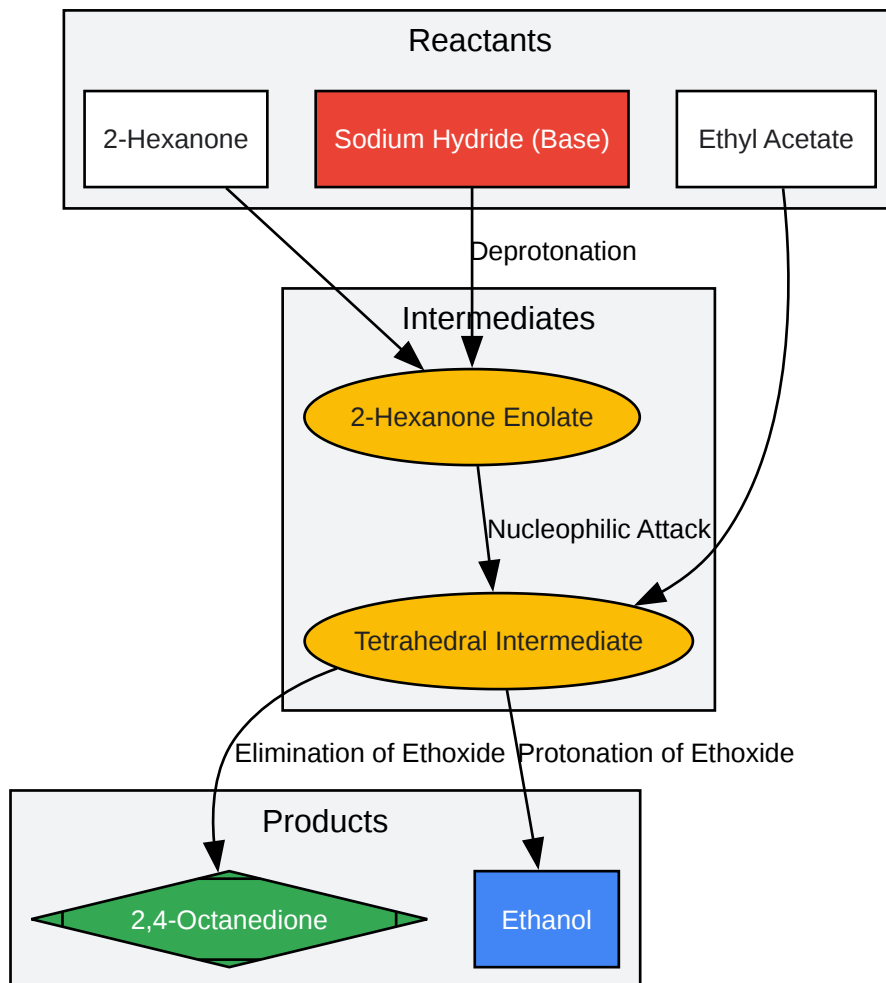 Reactants
2-Hexanone
Sodium Hydride (Base)
Ethyl Acetate
Deprotonation
Intermediates
2-Hexanone Enolate
Nucleophilic Attack
Tetrahedral Intermediate
Elimination of Ethoxide
Protonation of Ethoxide
Products
2,4-Octanedione
Ethanol